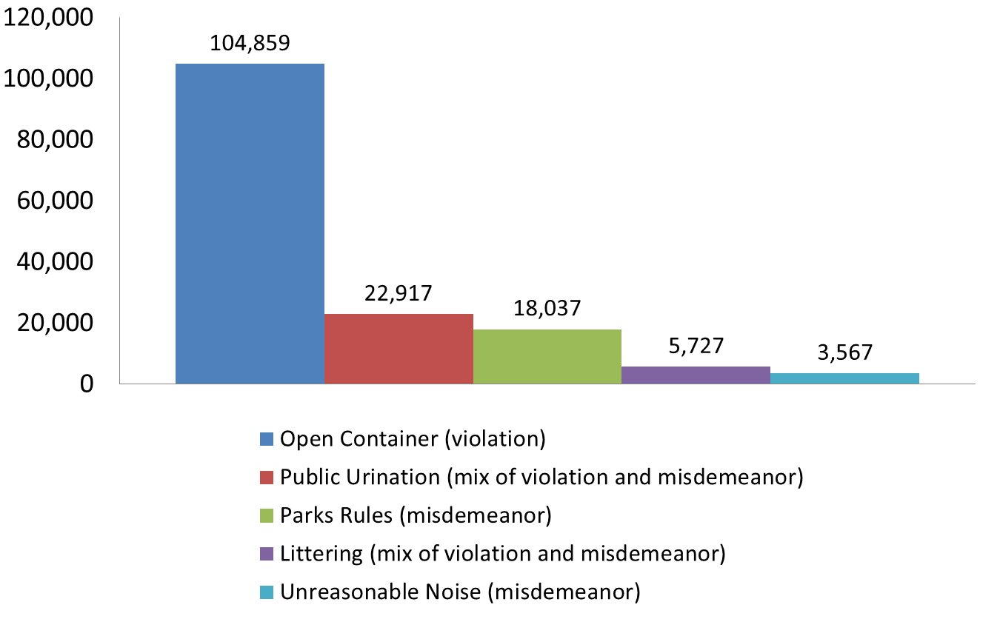 120,000
104,859
100,000
80,000
60,000
40,000
22,917
18,037
20,000
5,727
3,567
0
Open Container (violation)
Public Urination (mix of violation and misdemeanor)
Parks Rules (misdemeanor)
Littering (mix of violation and misdemeanor)
Unreasonable Noise (misdemeanor)